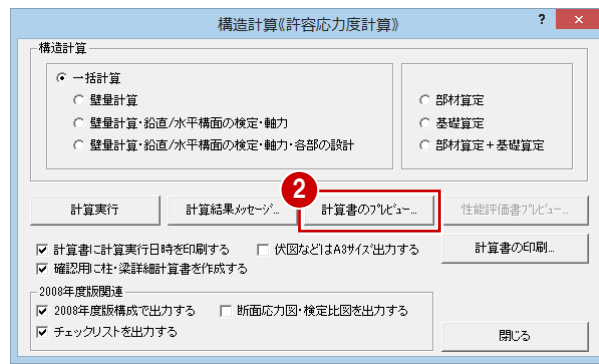 構造計算《許容応力度計算》 ? ×
構造計算
一括計算
壁量計算
壁量計算・鉛直/水平構面の検定・軸力
壁量計算・鉛直/水平構面の検定・軸力・各部の設計
部材算定
基礎算定
部材算定+基礎算定
2
計算実行 計算結果メッセージ... 計算書のプレビュー... 性能評価書プレビュー...
計算書に計算実行日時を印刷する 伏図などはA3サイズ出力する 計算書の印刷...
確認用に柱・梁詳細計算書を作成する
2008年度版関連
2008年度版構成で出力する 断面応力図・検定比図を出力する
チェックリストを出力する
閉じる